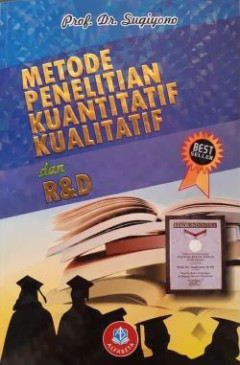 Prof. Dr. Sugiyono
METODE
PENELITIAN
KUANTITATIF
KUALITATIF
dan
R&D
BEST
SELLER
ALFABETA